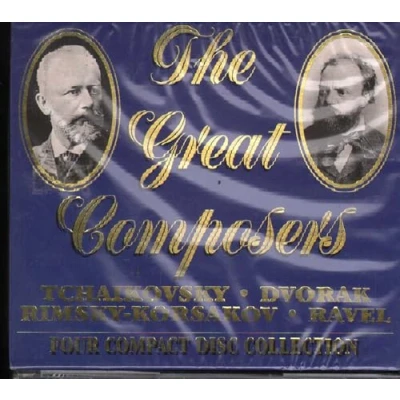 The
Great
Composers
TCHAIKOVSKY · DVORAK
RIMSKY-KORSAKOV · RAVEL
FOUR COMPACT DISC COLLECTION